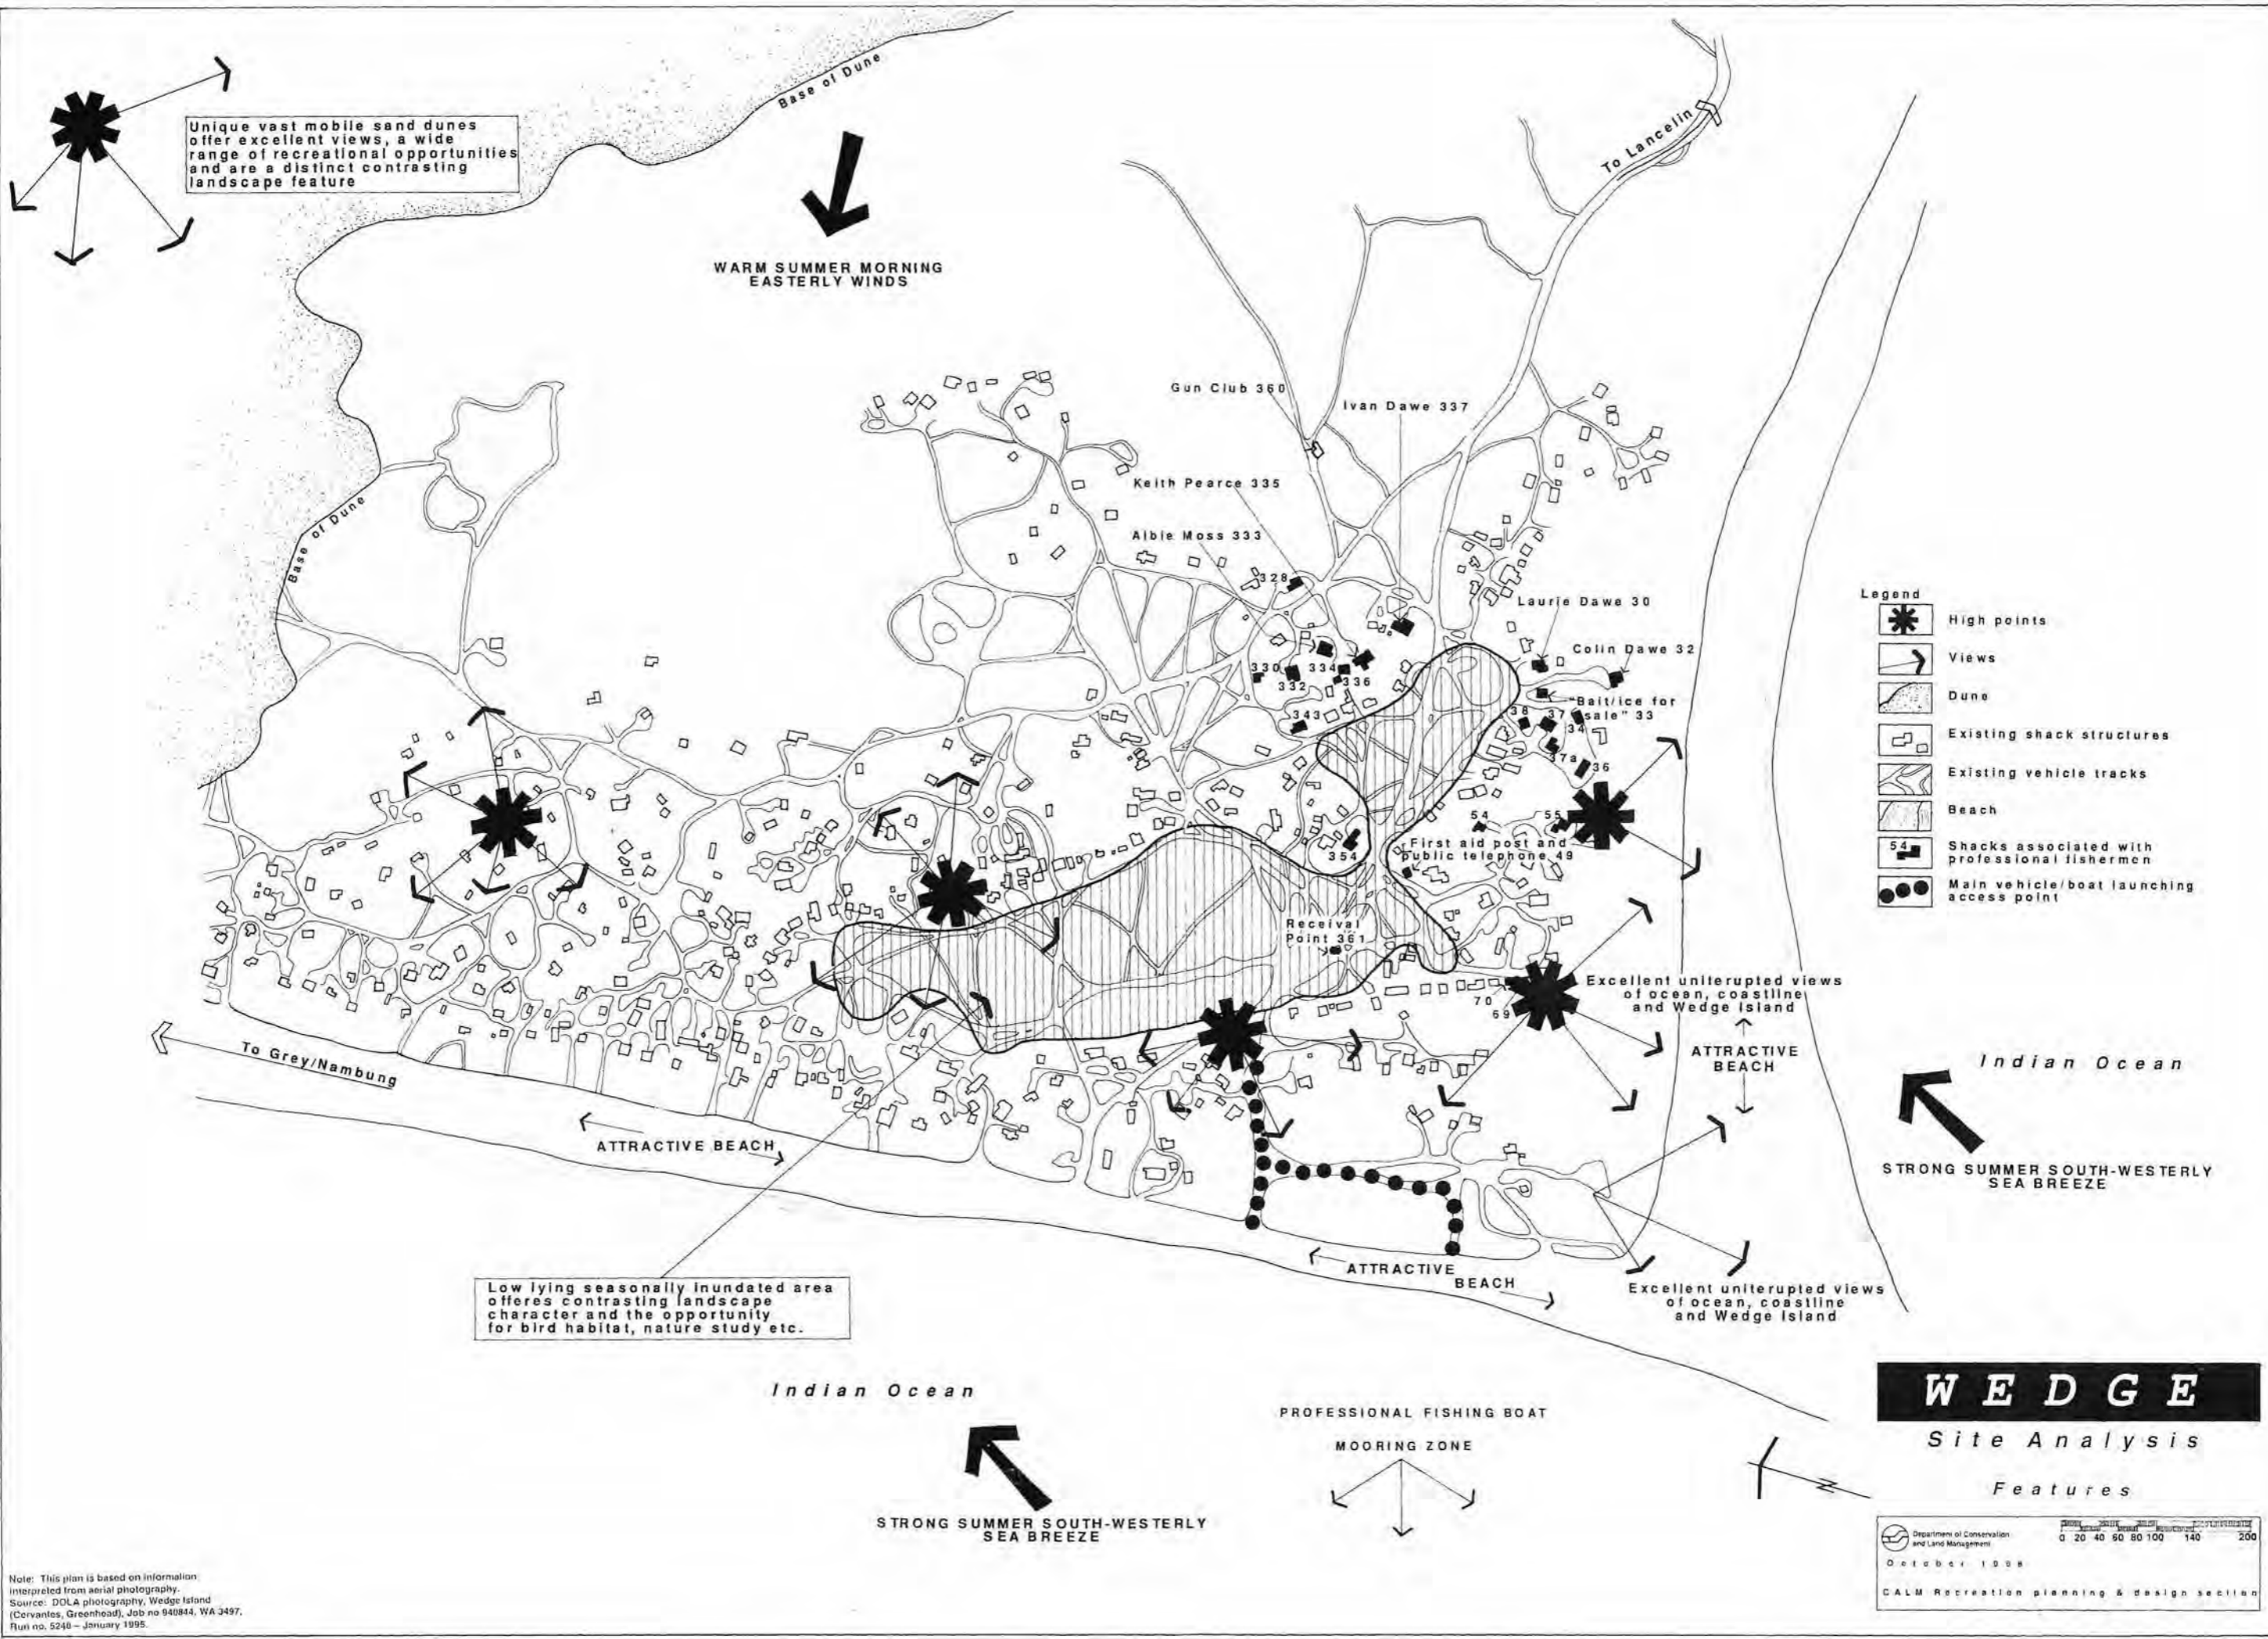 Unique vast mobile sand dunes
offer excellent views, a wide
range of recreational opportunities
and are a distinct contrasting
landscape feature
Base of Dune
To Lancelin
WARM SUMMER MORNING
EASTERLY WINDS
Gun Club 360
Ivan Dawe 337
Keith Pearce 335
Albie Moss 333
Base of Dune
328
Laurie Dawe 30
Colin Dawe 32
330
334
332
336
343
"Bait/ice for
sale" 33
38
37
34
37a
36
54
55
First aid post and
public telephone 49
354
Receival
Point 361
70
69
Excellent uniterupted views
of ocean, coastline
and Wedge Island
ATTRACTIVE
BEACH
Indian Ocean
STRONG SUMMER SOUTH-WESTERLY
SEA BREEZE
To Grey/Nambung
ATTRACTIVE BEACH
ATTRACTIVE
BEACH
Excellent uniterupted views
of ocean, coastline
and Wedge Island
Low lying seasonally inundated area
offeres contrasting landscape
character and the opportunity
for bird habitat, nature study etc.
Indian Ocean
STRONG SUMMER SOUTH-WESTERLY
SEA BREEZE
PROFESSIONAL FISHING BOAT
MOORING ZONE
Legend
High points
Views
Dune
Existing shack structures
Existing vehicle tracks
Beach
54
Shacks associated with
professional fishermen
Main vehicle/boat launching
access point
WEDGE
Site Analysis
Features
Department of Conservation
and Land Management
0 20 40 60 80 100 140 200
October
CALM Recreation planning & design section
Note: This plan is based on information
interpreted from aerial photography.
Source: DOLA photography, Wedge Island
(Cervantes, Greenhead), Job no 940844, WA 3497,
Run no. 5246 – January 1995.